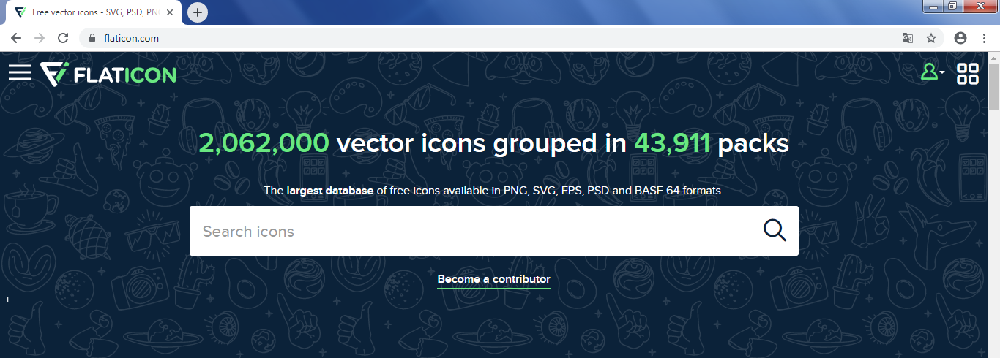 Free vector icons - SVG, PSD, PN
flaticon.com
FLATICON
2,062,000 vector icons grouped in 43,911 packs
The largest database of free icons available in PNG, SVG, EPS, PSD and BASE 64 formats.
Search icons
Become a contributor
+